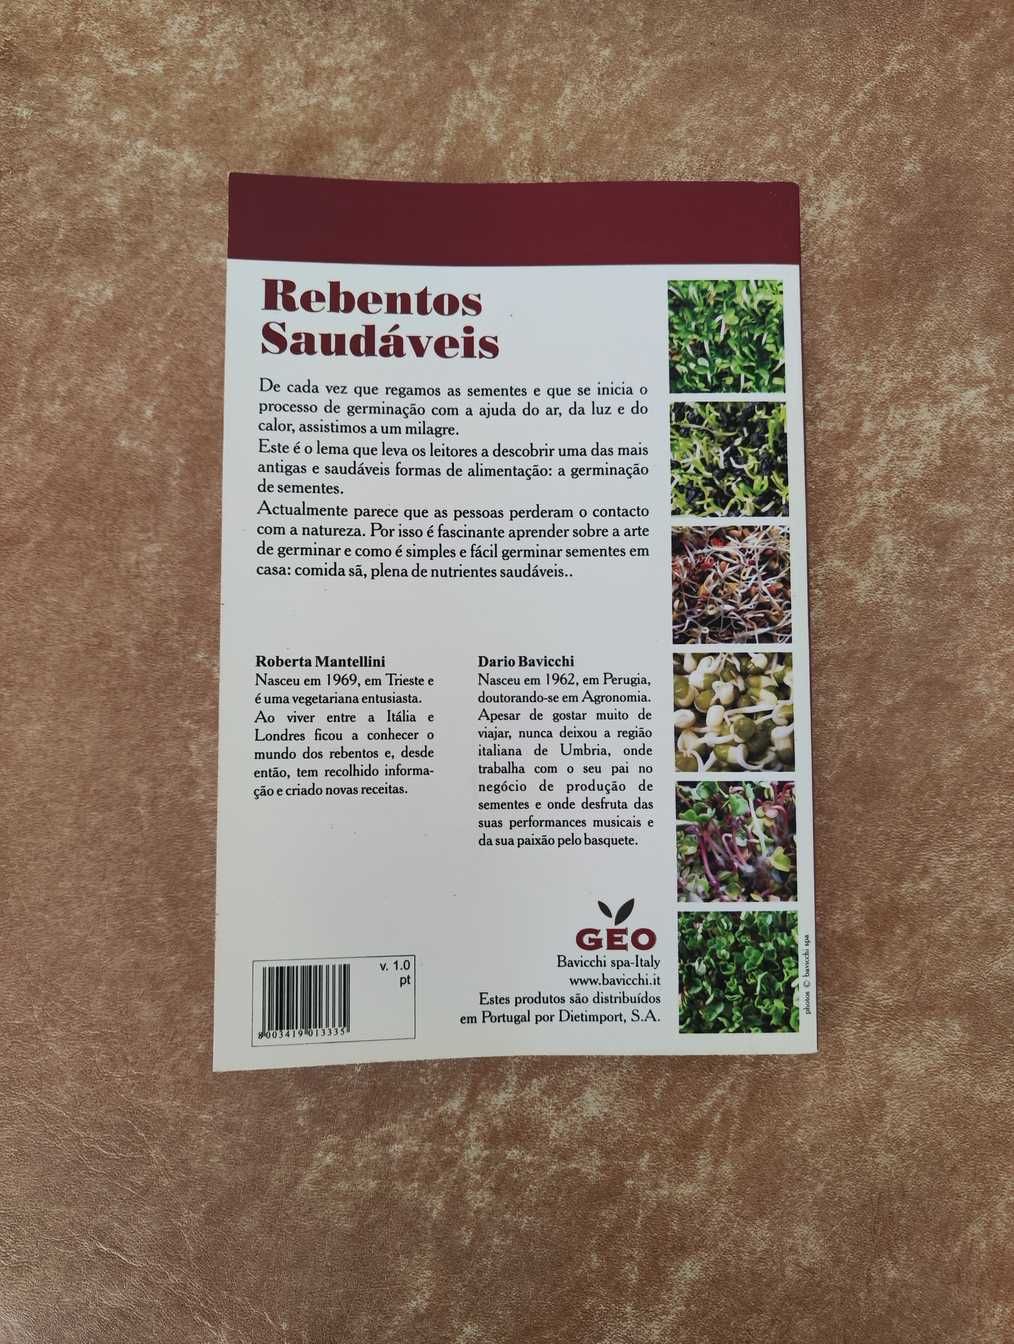 Rebentos
Saudáveis
De cada vez que regamos as sementes e que se inicia o
processo de germinação com a ajuda do ar, da luz e do
calor, assistimos a um milagre.
Este é o lema que leva os leitores a descobrir uma das mais
antigas e saudáveis formas de alimentação: a germinação
de sementes.
Actualmente parece que as pessoas perderam o contacto
com a natureza. Por isso é fascinante aprender sobre a arte
de germinar e como é simples e fácil germinar sementes em
casa: comida sã, plena de nutrientes saudáveis..
Roberta Mantellini
Nasceu em 1969, em Trieste e
é uma vegetariana entusiasta.
Ao viver entre a Itália e
Londres ficou a conhecer o
mundo dos rebentos e, desde
então, tem recolhido informa-
ção e criado novas receitas.
Dario Bavicchi
Nasceu em 1962, em Perugia,
doutorando-se em Agronomia.
Apesar de gostar muito de
viajar, nunca deixou a região
italiana de Umbria, onde
trabalha com o seu pai no
negócio de produção de
sementes e onde desfruta das
suas performances musicais e
da sua paixão pelo basquete.
GEO
Bavicchi spa-Italy
www.bavicchi.it
Estes produtos são distribuídos
em Portugal por Dietimport, S.A.
v. 1.0
pt
8003419013335
photos © bavicchi spa